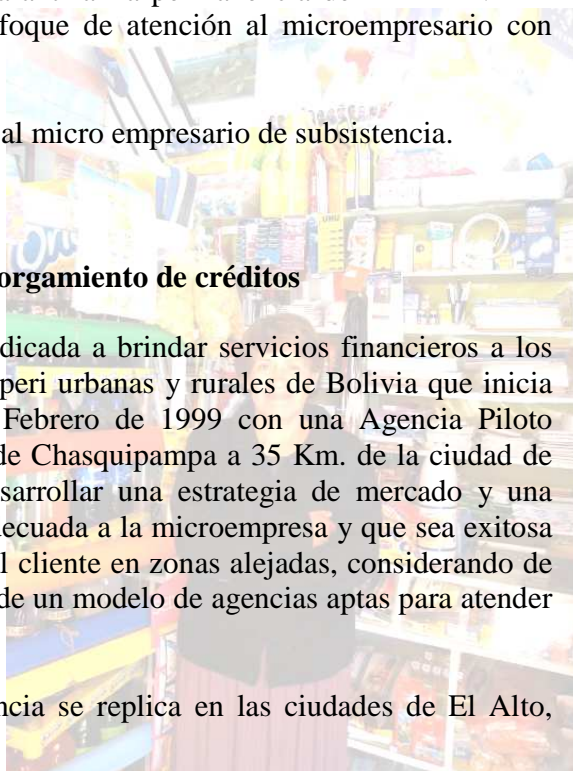 foque de atención al microempresario con
al micro empresario de subsistencia.
orgamiento de créditos
dicada a brindar servicios financieros a los
peri urbanas y rurales de Bolivia que inicia
Febrero de 1999 con una Agencia Piloto
de Chasquipampa a 35 Km. de la ciudad de
sarrollar una estrategia de mercado y una
decuada a la microempresa y que sea exitosa
l cliente en zonas alejadas, considerando de
de un modelo de agencias aptas para atender
ncia se replica en las ciudades de El Alto,